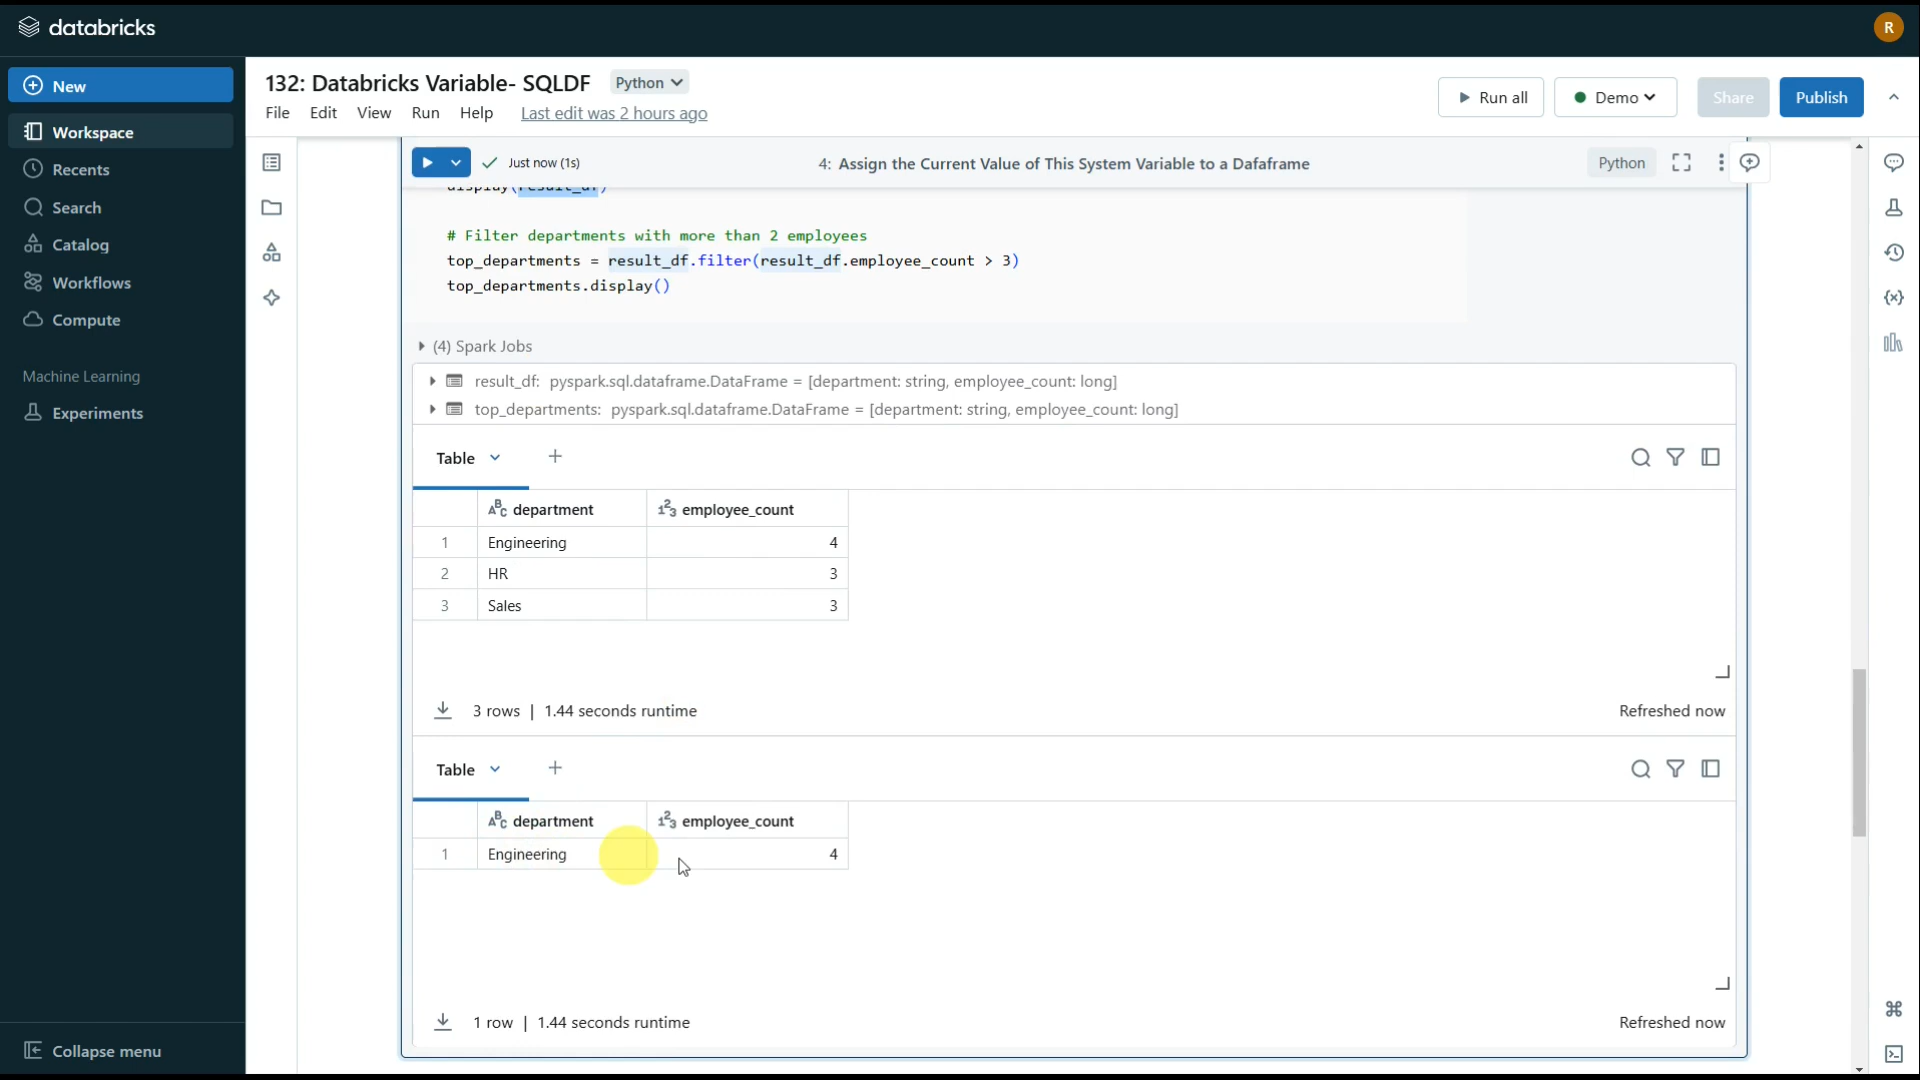 databricks
R
New
132: Databricks Variable- SQLDF
Python
File Edit View Run Help Last edit was 2 hours ago
Run all
Demo
Share
Publish
Workspace
Recents
Search
Catalog
Workflows
Compute
Machine Learning
Experiments
Collapse menu
Just now (1s)
4: Assign the Current Value of This System Variable to a Dafaframe
Python
display(result_df)
# Filter departments with more than 2 employees
top_departments = result_df.filter(result_df.employee_count > 3)
top_departments.display()
(4) Spark Jobs
result_df: pyspark.sql.dataframe.DataFrame = [department: string, employee_count: long]
top_departments: pyspark.sql.dataframe.DataFrame = [department: string, employee_count: long]
Table +
ABC department 123 employee_count
1 Engineering 4
2 HR 3
3 Sales 3
3 rows | 1.44 seconds runtime Refreshed now
Table +
ABC department 123 employee_count
1 Engineering 4
1 row | 1.44 seconds runtime Refreshed now